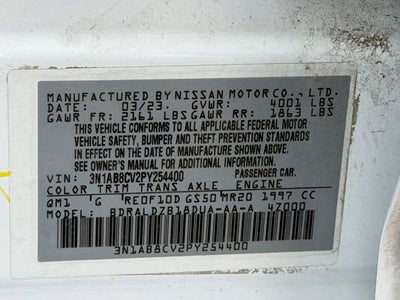 MANUFACTURED BY NISSAN MOTOR CO., LTD.
DATE: 03/23. GVWR: 4001 LBS
GAWR FR: 2161 LBS GAWR RR: 1863 LBS
THIS VEHICLE CONFORMS TO ALL APPLICABLE FEDERAL MOTOR
VEHICLE SAFETY, BUMPER, AND THEFT PREVENTION STANDARDS
IN EFFECT ON THE DATE OF MANUFACTURE SHOWN ABOVE.
SEE OWNER'S MANUAL FOR ADDITIONAL INFORMATION
VIN: 3N1AB8CV2PY254400 PASSENGER CAR.
COLOR TRIM TRANS AXLE ENGINE
QM1 G RE0F10D GS50 MR20 1997 CC
MODEL BDRALDZB18DUA-AA-A 47000
3N1AB8CV2PY254400